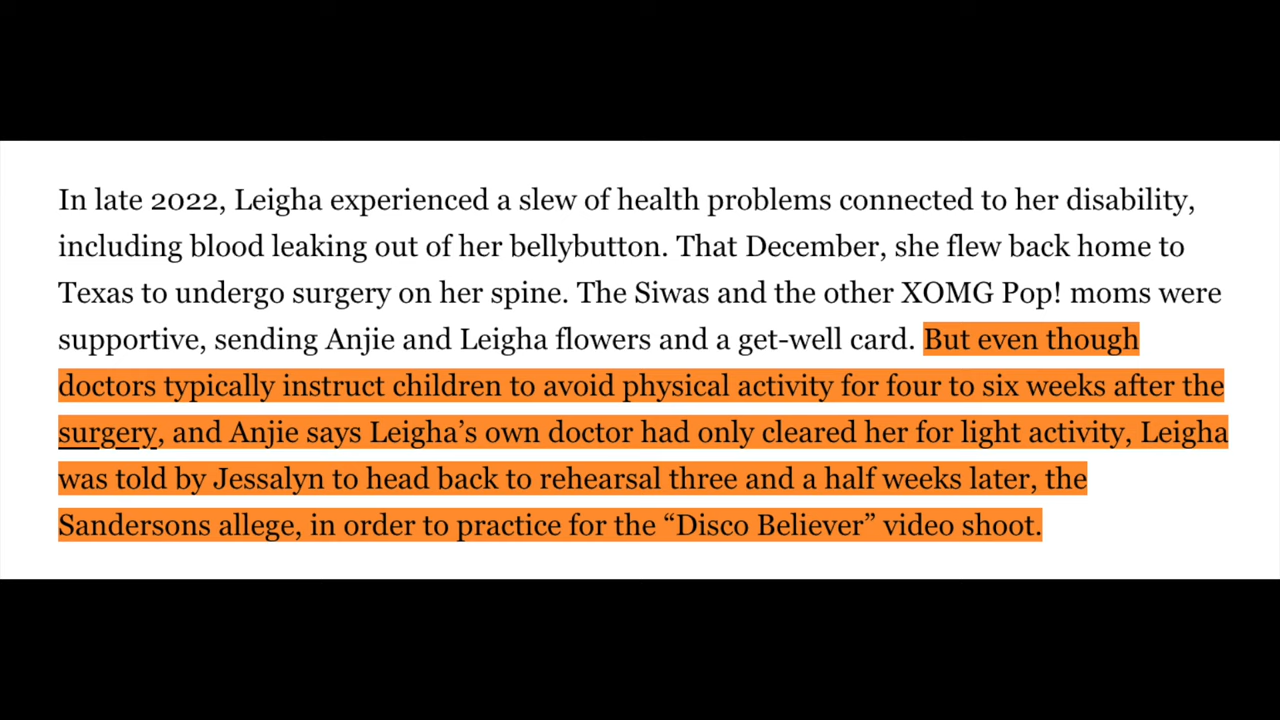 In late 2022, Leigha experienced a slew of health problems connected to her disability,
including blood leaking out of her bellybutton. That December, she flew back home to
Texas to undergo surgery on her spine. The Siwas and the other XOMG Pop! moms were
supportive, sending Anjie and Leigha flowers and a get-well card. But even though
doctors typically instruct children to avoid physical activity for four to six weeks after the
surgery, and Anjie says Leigha’s own doctor had only cleared her for light activity, Leigha
was told by Jessalyn to head back to rehearsal three and a half weeks later, the
Sandersons allege, in order to practice for the “Disco Believer” video shoot.